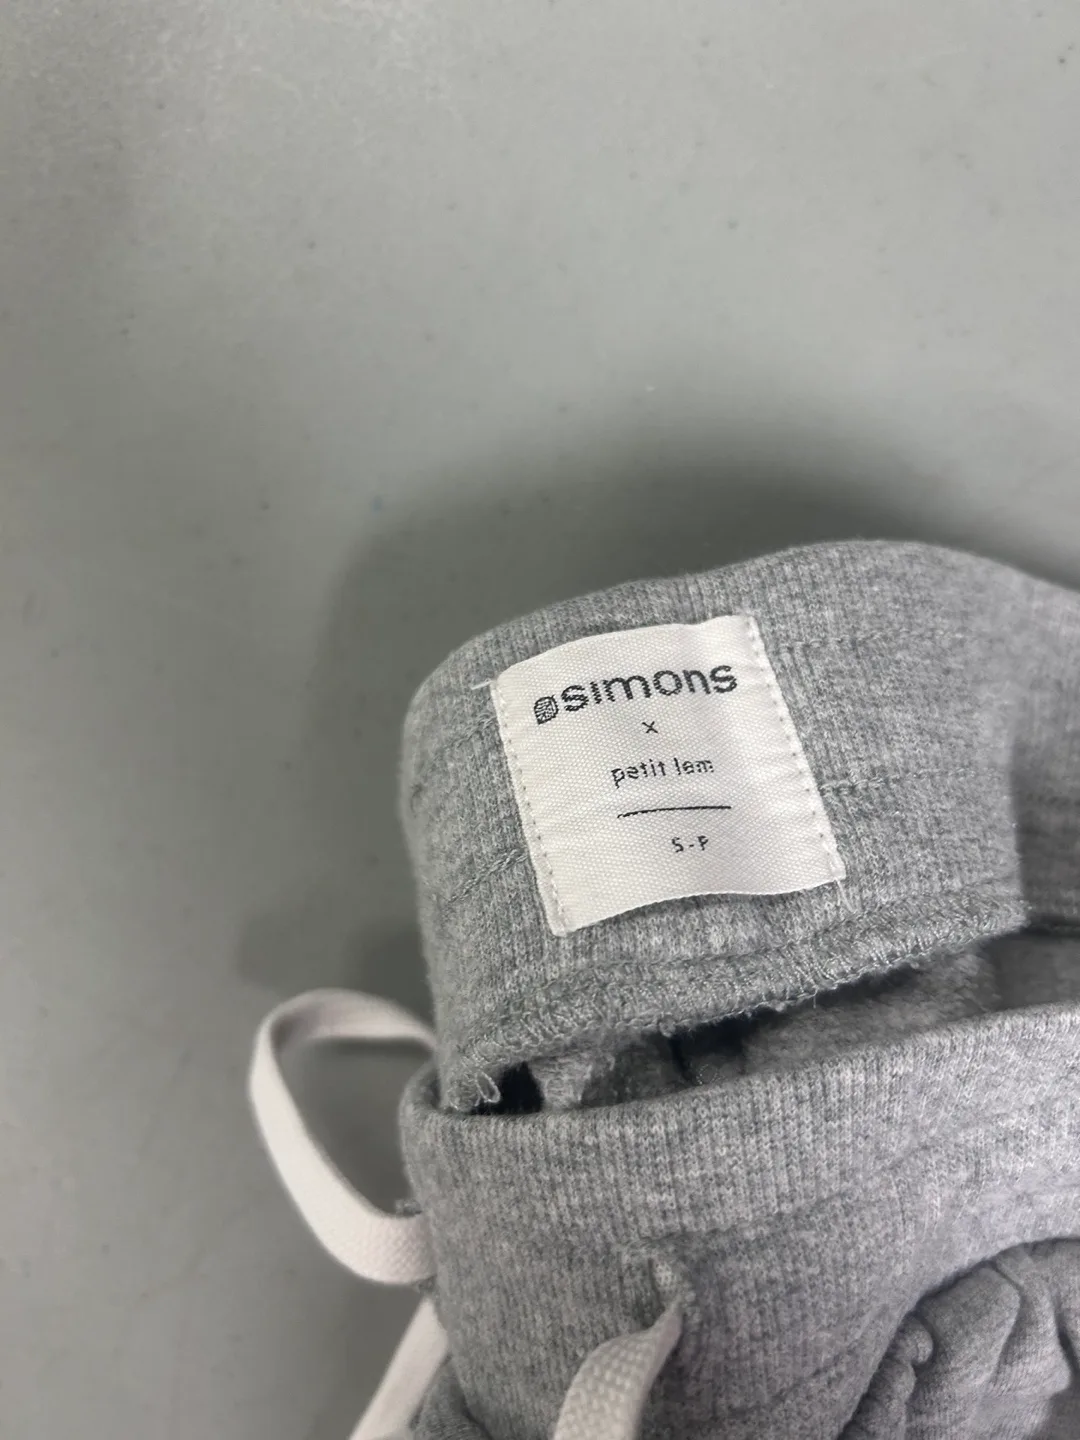 simons
x
petit lem
S-P